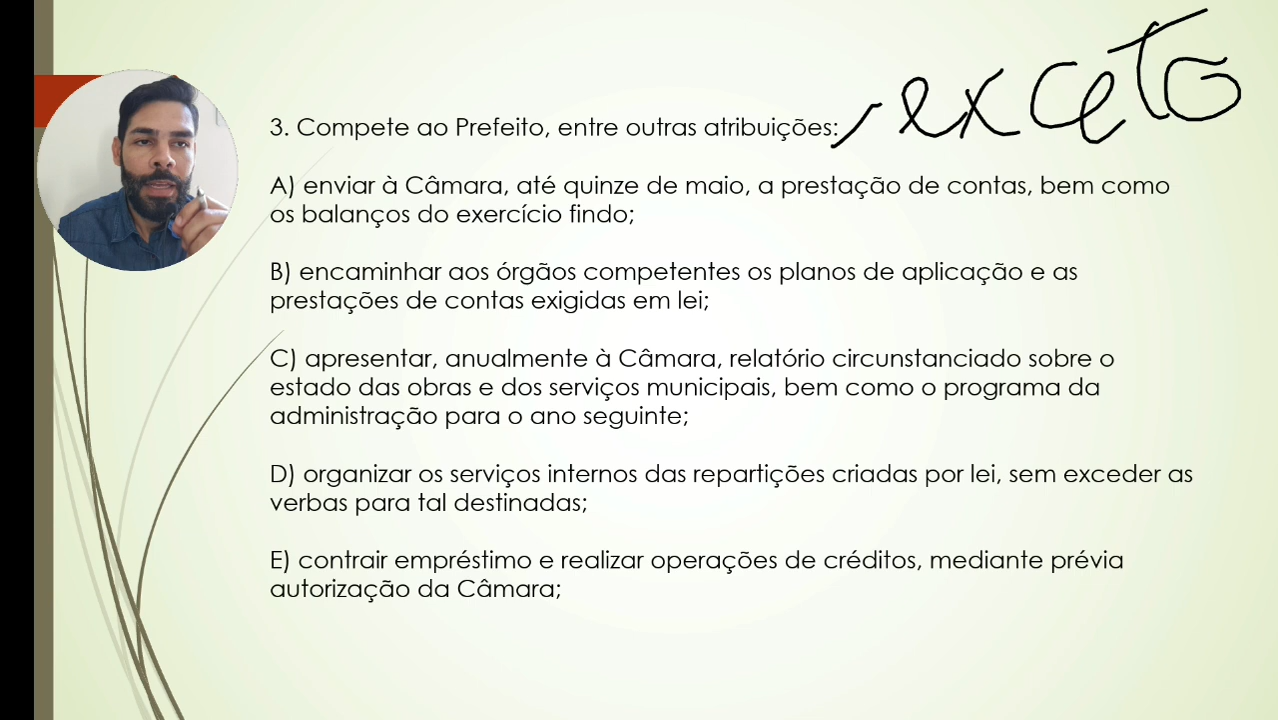 3. Compete ao Prefeito, entre outras atribuições: , exceto
A) enviar à Câmara, até quinze de maio, a prestação de contas, bem como
os balanços do exercício findo;
B) encaminhar aos órgãos competentes os planos de aplicação e as
prestações de contas exigidas em lei;
C) apresentar, anualmente à Câmara, relatório circunstanciado sobre o
estado das obras e dos serviços municipais, bem como o programa da
administração para o ano seguinte;
D) organizar os serviços internos das repartições criadas por lei, sem exceder as
verbas para tal destinadas;
E) contrair empréstimo e realizar operações de créditos, mediante prévia
autorização da Câmara;